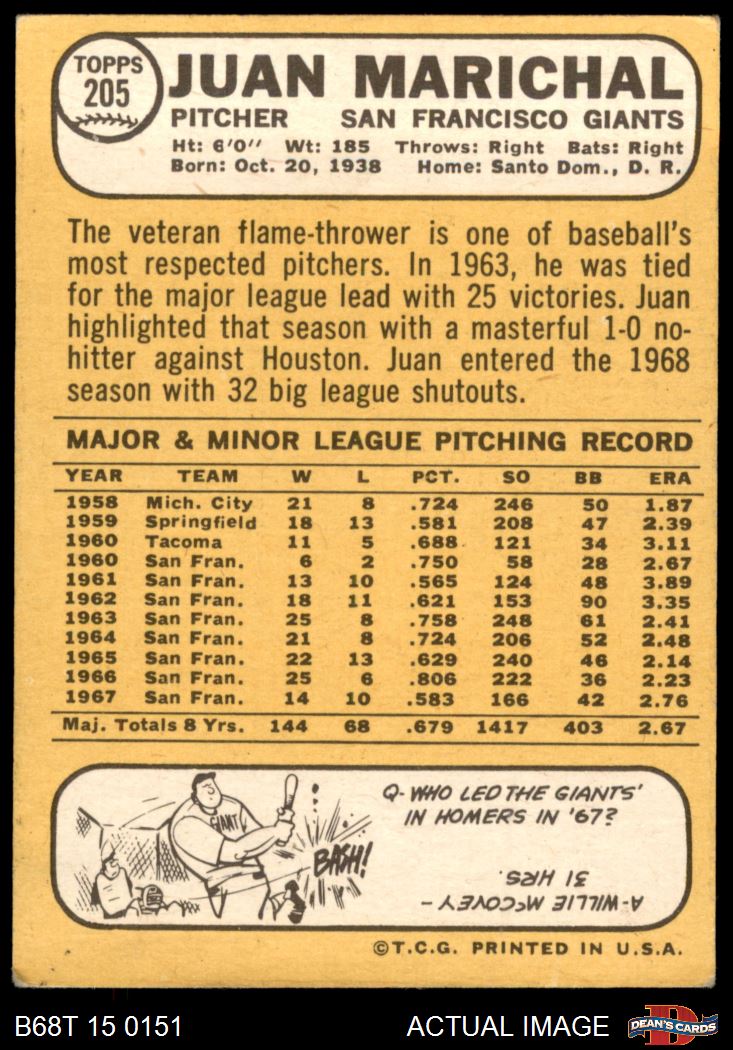 TOPPS
205
JUAN MARICHAL
PITCHER SAN FRANCISCO GIANTS
Ht: 6'0" Wt: 185 Throws: Right Bats: Right
Born: Oct. 20, 1938 Home: Santo Dom., D. R.
The veteran flame-thrower is one of baseball's
most respected pitchers. In 1963, he was tied
for the major league lead with 25 victories. Juan
highlighted that season with a masterful 1-0 no-
hitter against Houston. Juan entered the 1968
season with 32 big league shutouts.
MAJOR & MINOR LEAGUE PITCHING RECORD
YEAR TEAM W L PCT. SO BB ERA
1958 Mich. City 21 8 .724 246 50 1.87
1959 Springfield 18 13 .581 208 47 2.39
1960 Tacoma 11 5 .688 121 34 3.11
1960 San Fran. 6 2 .750 58 28 2.67
1961 San Fran. 13 10 .565 124 48 3.89
1962 San Fran. 18 11 .621 153 90 3.35
1963 San Fran. 25 8 .758 248 61 2.41
1964 San Fran. 21 8 .724 206 52 2.48
1965 San Fran. 22 13 .629 240 46 2.14
1966 San Fran. 25 6 .806 222 36 2.23
1967 San Fran. 14 10 .583 166 42 2.76
Maj. Totals 8 Yrs. 144 68 .679 1417 403 2.67
GIANT
BASH!
Q- WHO LED THE GIANTS'
IN HOMERS IN '67?
A- WILLIE McCOVEY -
31 HRS.
©T.C.G. PRINTED IN U.S.A.
B68T 15 0151 ACTUAL IMAGE
D
DEAN'S CARDS